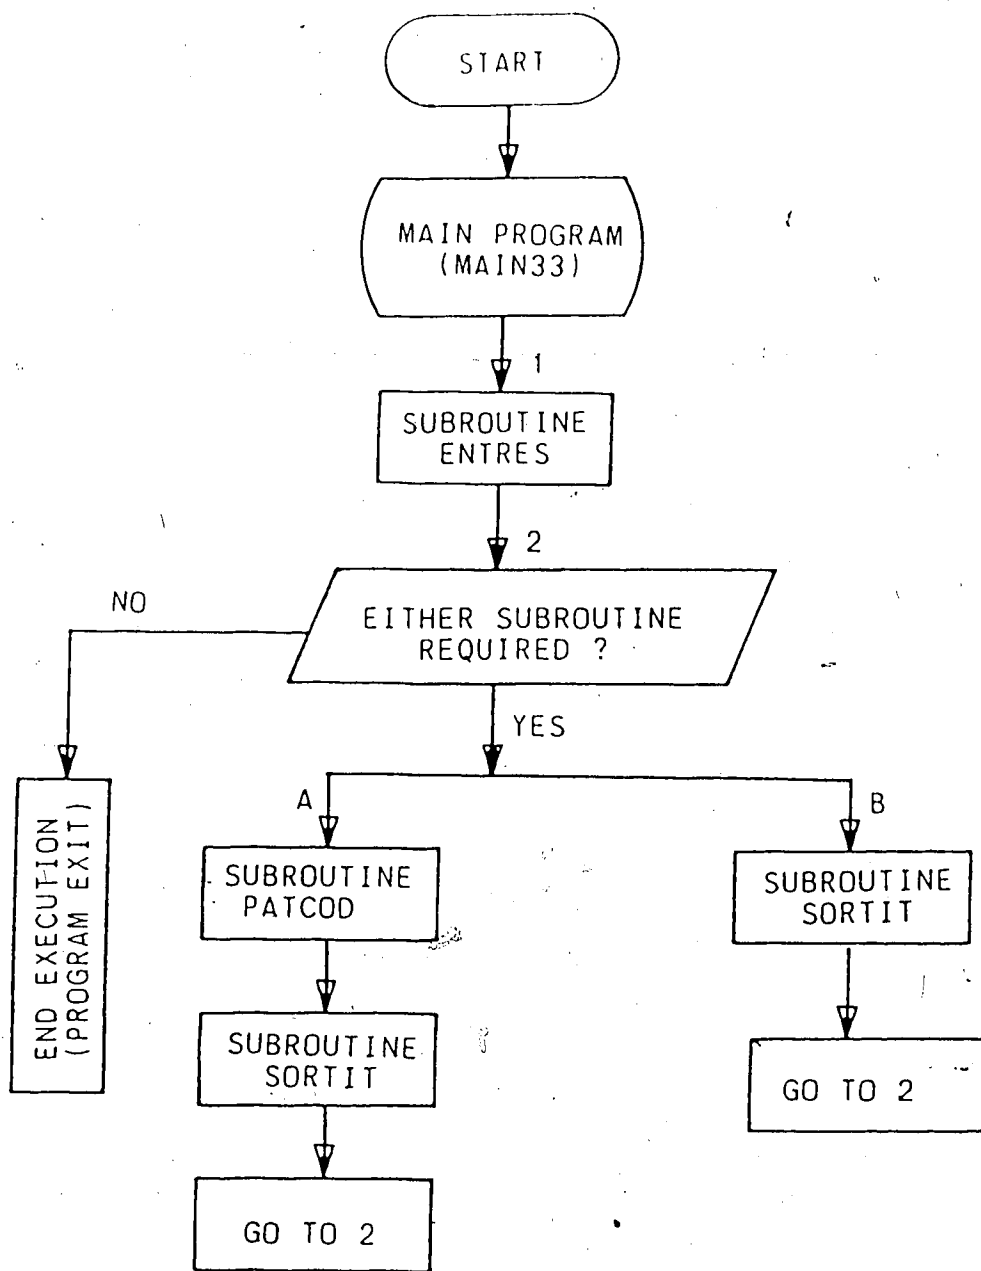 START
MAIN PROGRAM
(MAIN33)
1
SUBROUTINE
ENTRES
2
NO
EITHER SUBROUTINE
REQUIRED ?
YES
A
B
END EXECUTION
(PROGRAM EXIT)
SUBROUTINE
PATCOD
SUBROUTINE
SORTIT
SUBROUTINE
SORTIT
GO TO 2
GO TO 2